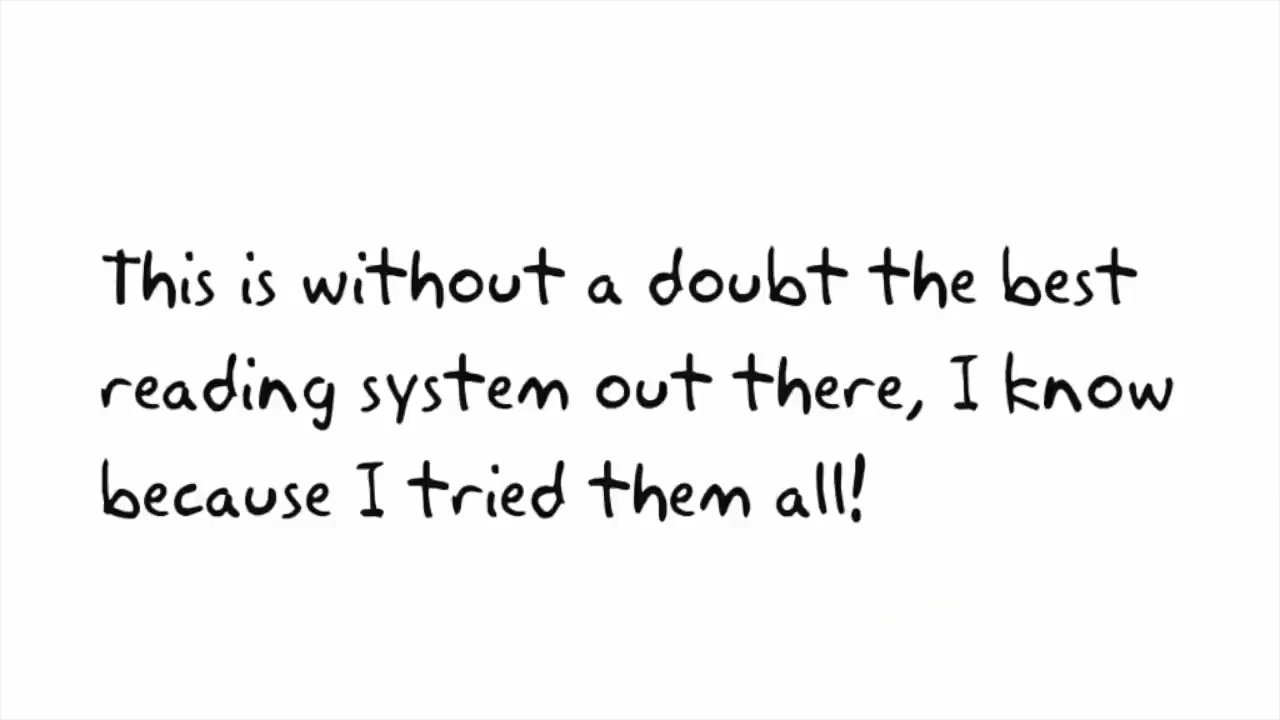 This is without a doubt the best
reading system out there, I know
because I tried them all!